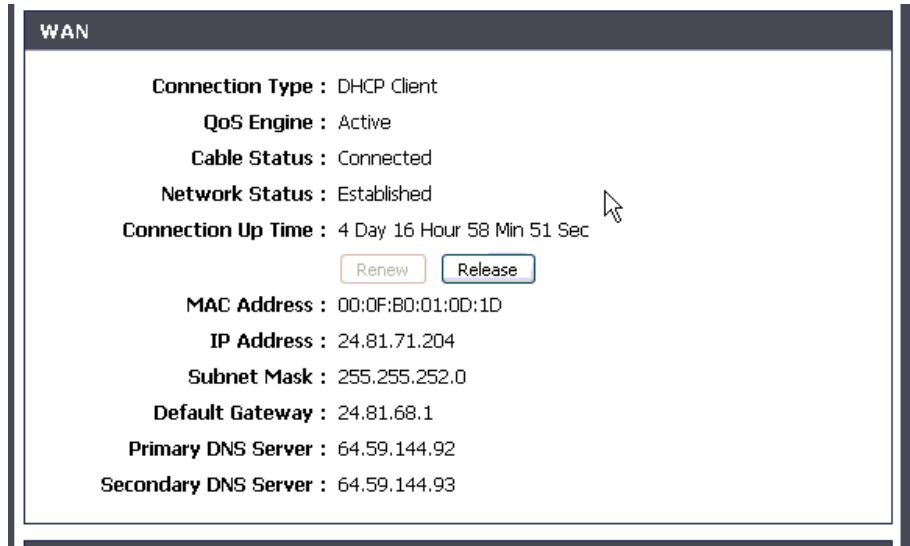 WAN
Connection Type : DHCP Client
QoS Engine : Active
Cable Status : Connected
Network Status : Established
Connection Up Time : 4 Day 16 Hour 58 Min 51 Sec
Renew Release
MAC Address : 00:0F:B0:01:0D:1D
IP Address : 24.81.71.204
Subnet Mask : 255.255.252.0
Default Gateway : 24.81.68.1
Primary DNS Server : 64.59.144.92
Secondary DNS Server : 64.59.144.93